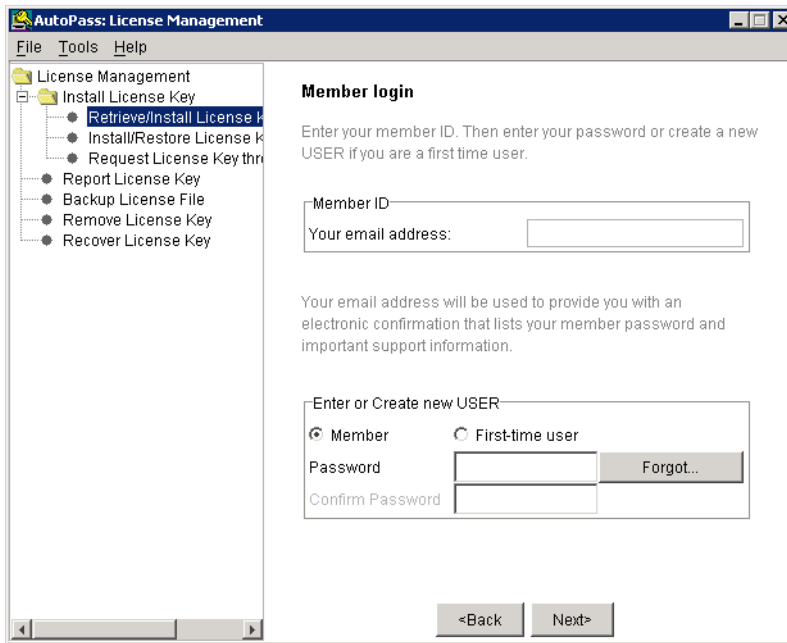 AutoPass: License Management
File Tools Help
License Management
Install License Key
Retrieve/Install License
Install/Restore License
Request License Key
Report License Key
Backup License File
Remove License Key
Recover License Key
Member login
Enter your member ID. Then enter your password or create a new
USER if you are a first time user.
Member ID
Your email address:
Your email address will be used to provide you with an
electronic confirmation that lists your member password and
important support information.
Enter or Create new USER
Member First-time user
Password Forgot...
Confirm Password
<Back Next>